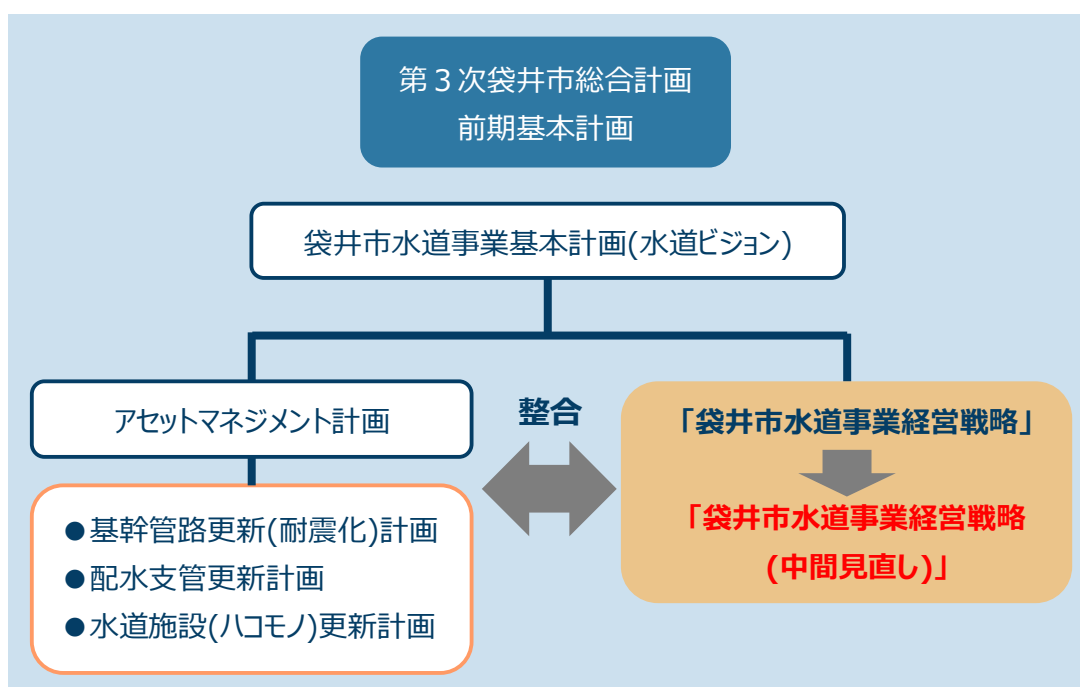 第３次袋井市総合計画
前期基本計画
袋井市水道事業基本計画(水道ビジョン)
アセットマネジメント計画
●基幹管路更新(耐震化)計画
●配水支管更新計画
●水道施設(ハコモノ)更新計画
整合
「袋井市水道事業経営戦略」
「袋井市水道事業経営戦略
(中間見直し)」